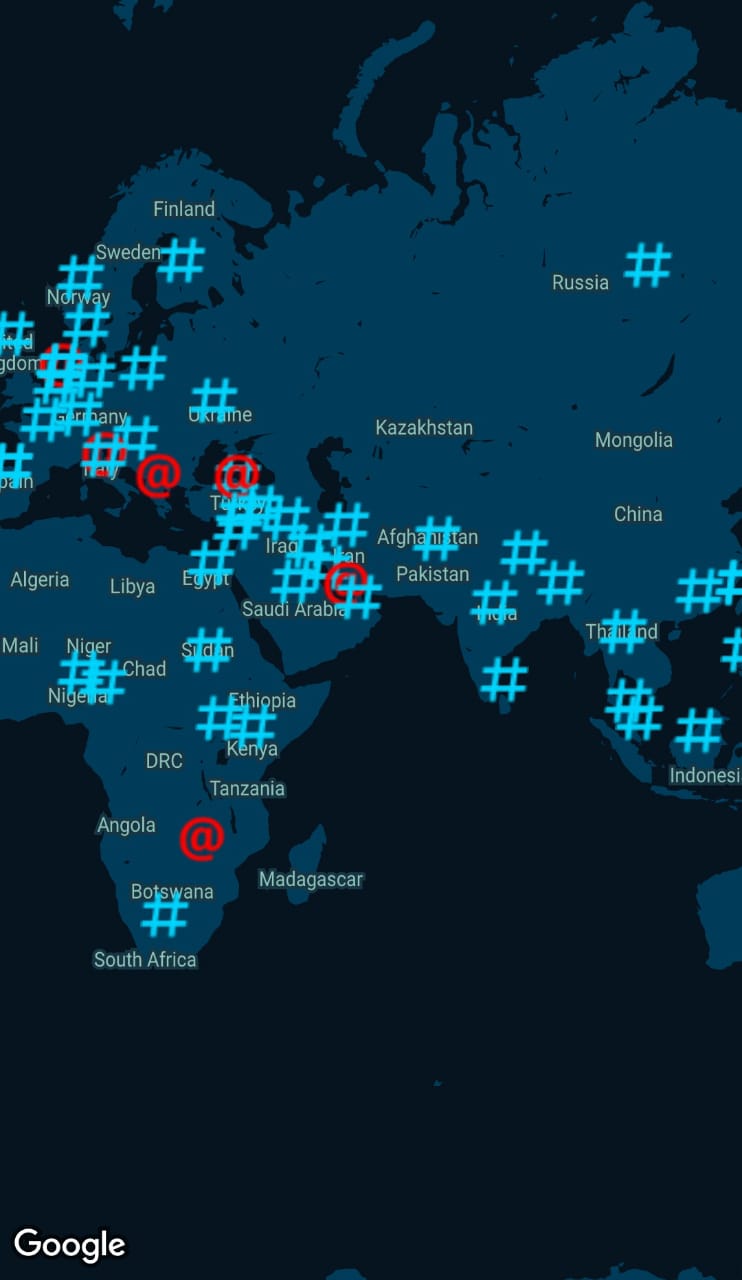 Finland
Sweden
#
#
Norway
Russia
#
#
#
ited
gdom
@
#
#
#
#
#
Ukraine
#
#
Germany
#
Kazakhstan
Mongolia
#
pain
@
#
Italy
@
@
#
Turkey
#
#
#
#
China
Iraq
#
#
Iran
Afghanistan
#
#
Algeria
Libya
Egypt
#
#
@
#
Pakistan
#
#
#
Saudi Arabia
#
India
#
Mali
Niger
Chad
Sudan
#
Thailand
#
#
Nigeria
#
#
Ethiopia
#
#
#
Kenya
#
#
#
DRC
Tanzania
Indonesi
Angola
@
Madagascar
Botswana
#
South Africa
Google